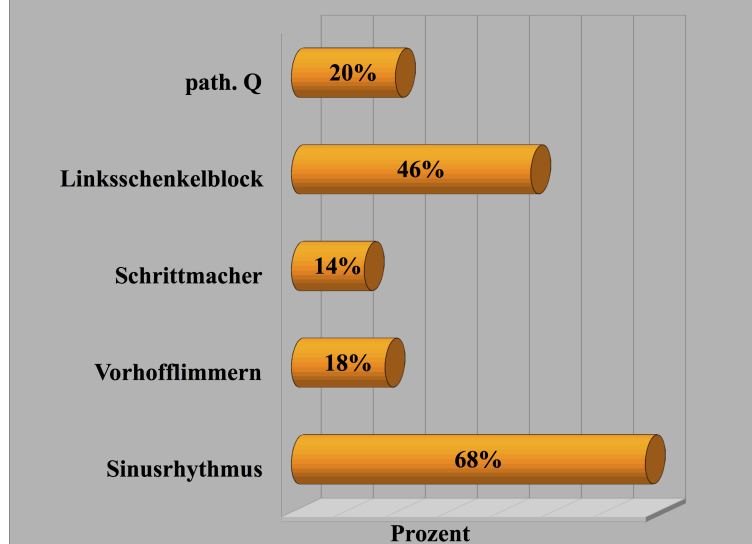 path. Q
20%
Linksschenkelblock
46%
Schrittmacher
14%
Vorhofflimmern
18%
Sinusrhythmus
68%
Prozent